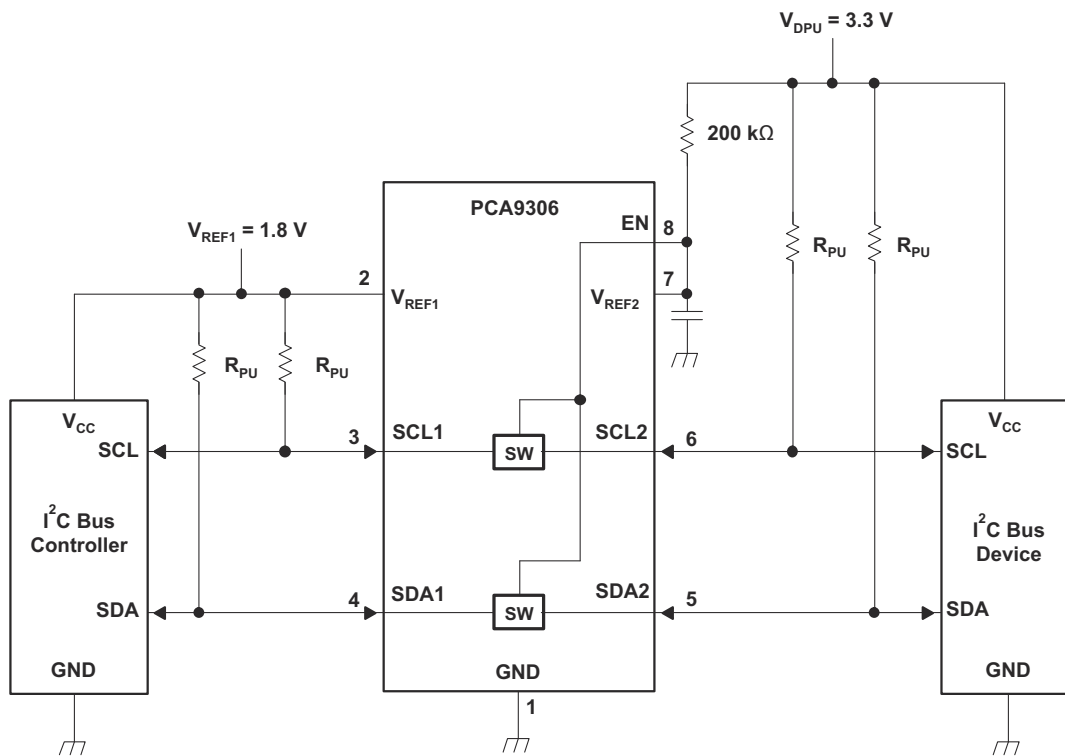 V_DPU = 3.3 V
200 kΩ
PCA9306
EN
8
V_REF1 = 1.8 V
R_PU
R_PU
2
7
V_REF1
V_REF2
R_PU
R_PU
V_CC
V_CC
SCL
3
SCL1
SW
SCL2
6
SCL
I²C Bus
Controller
I²C Bus
Device
SDA
4
SDA1
SW
SDA2
5
SDA
GND
GND
GND
1